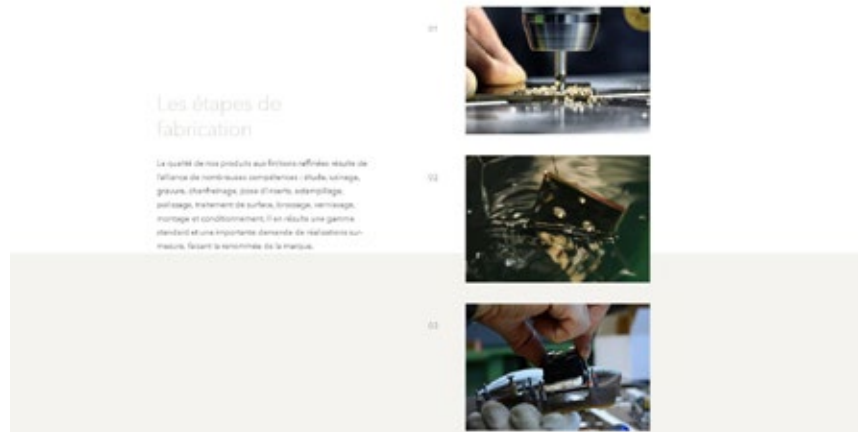 Les étapes de
fabrication
La qualité de nos produits aux finitions raffinées résulte de
l'alliance de nombreuses compétences : étude, usinage,
gravure, chanfreinage, pose d'inserts, estampillage,
polissage, traitement de surface, brossage, vernissage,
montage et conditionnement. Il en résulte une gamme
standard et une importante demande de réalisations sur-
mesure, faisant la renommée de la marque.
01
02
03